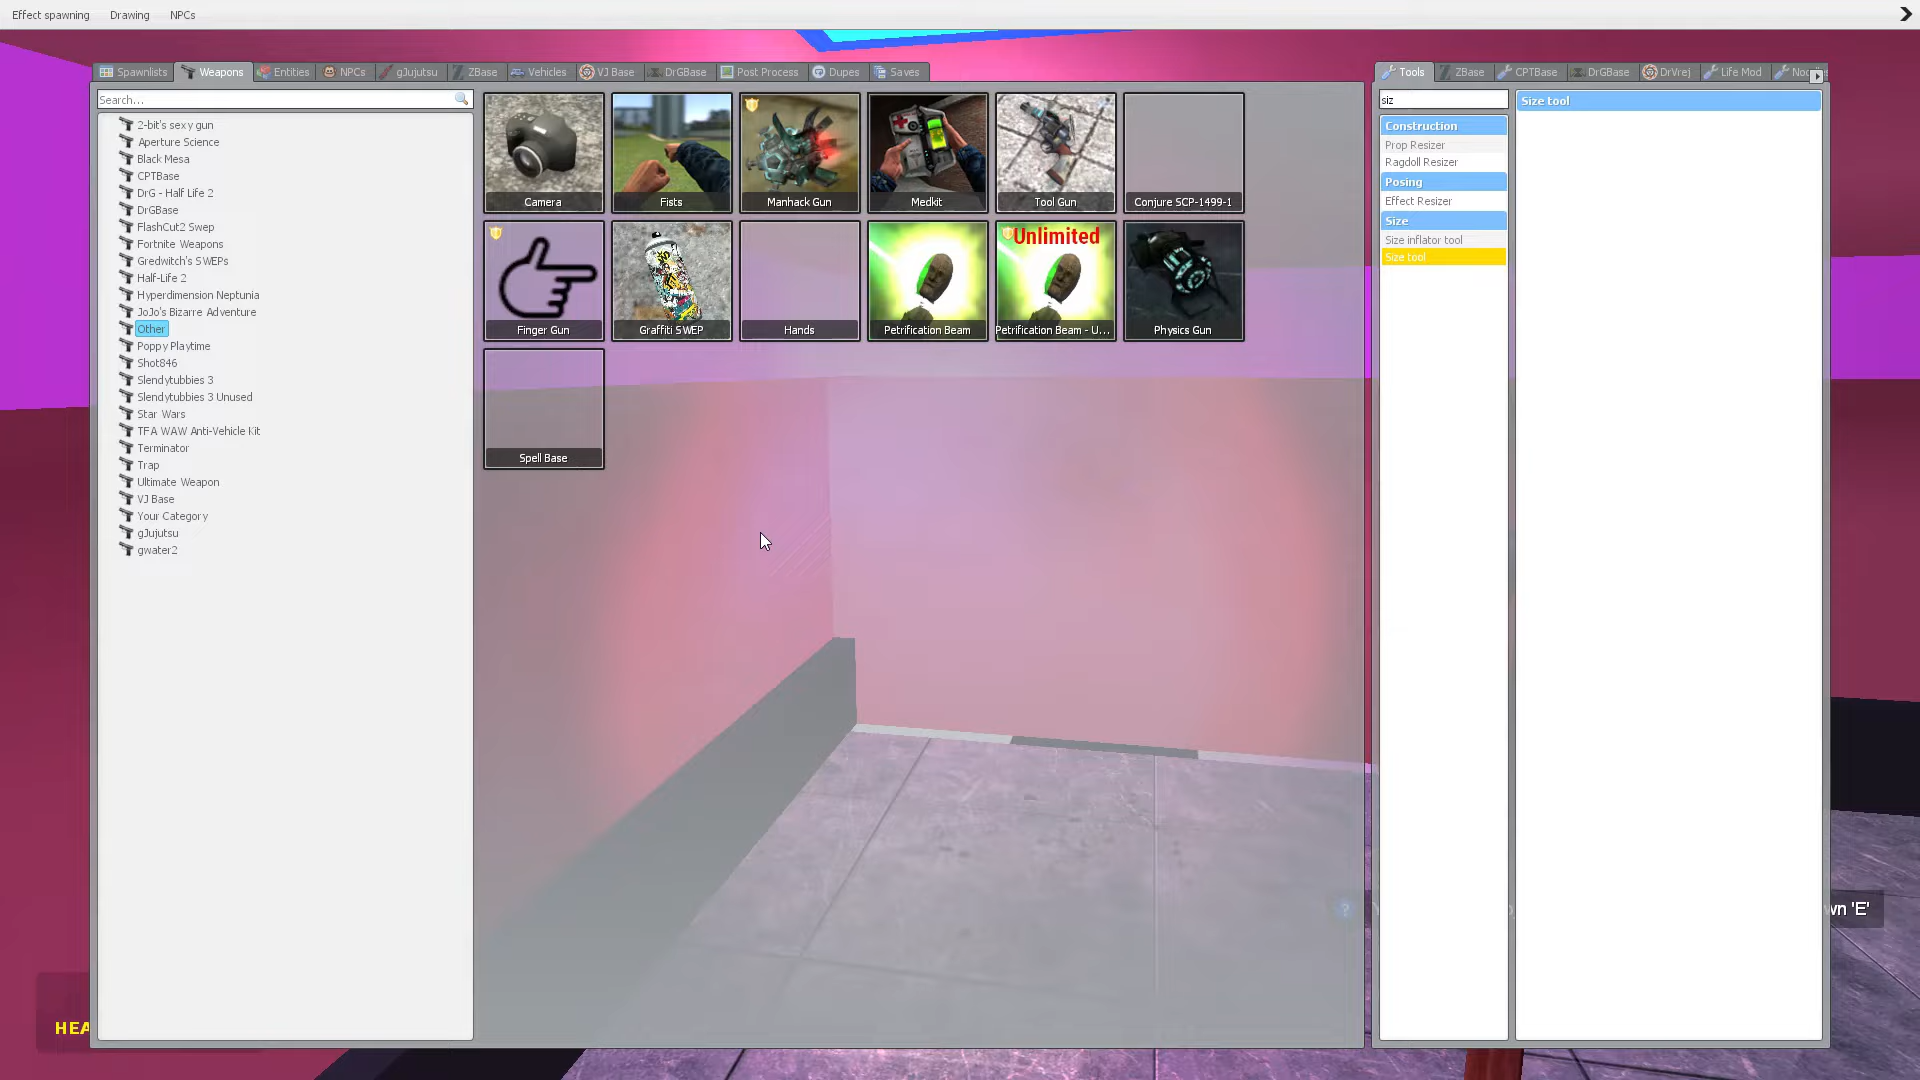 Effect spawning Drawing NPCs
Spawnlists Weapons Entities NPCs gJujutsu ZBase Vehicles VJ Base DrGBase Post Process Dupes Saves
Tools ZBase CPTBase DrGBase DrVrej Life Mod
Search...
2-bit's sexy gun
Aperture Science
Black Mesa
CPTBase
DrG - Half Life 2
DrGBase
FlashCut2 Swep
Fortnite Weapons
Gredwitch's SWEPs
Half-Life 2
Hyperdimension Neptunia
JoJo's Bizarre Adventure
Other
Poppy Playtime
Shot846
Slendytubbies 3
Slendytubbies 3 Unused
Star Wars
TFA WAW Anti-Vehicle Kit
Terminator
Trap
Ultimate Weapon
VJ Base
Your Category
gJujutsu
gwater2
Camera Fists Manhack Gun Medkit Tool Gun Conjure SCP-1499-1
Unlimited
Finger Gun Graffiti SWEP Hands Petrification Beam Petrification Beam - U... Physics Gun
Spell Base
siz
Construction
Prop Resizer
Ragdoll Resizer
Posing
Effect Resizer
Size
Size inflator tool
Size tool
Size tool
wn 'E'
HEA